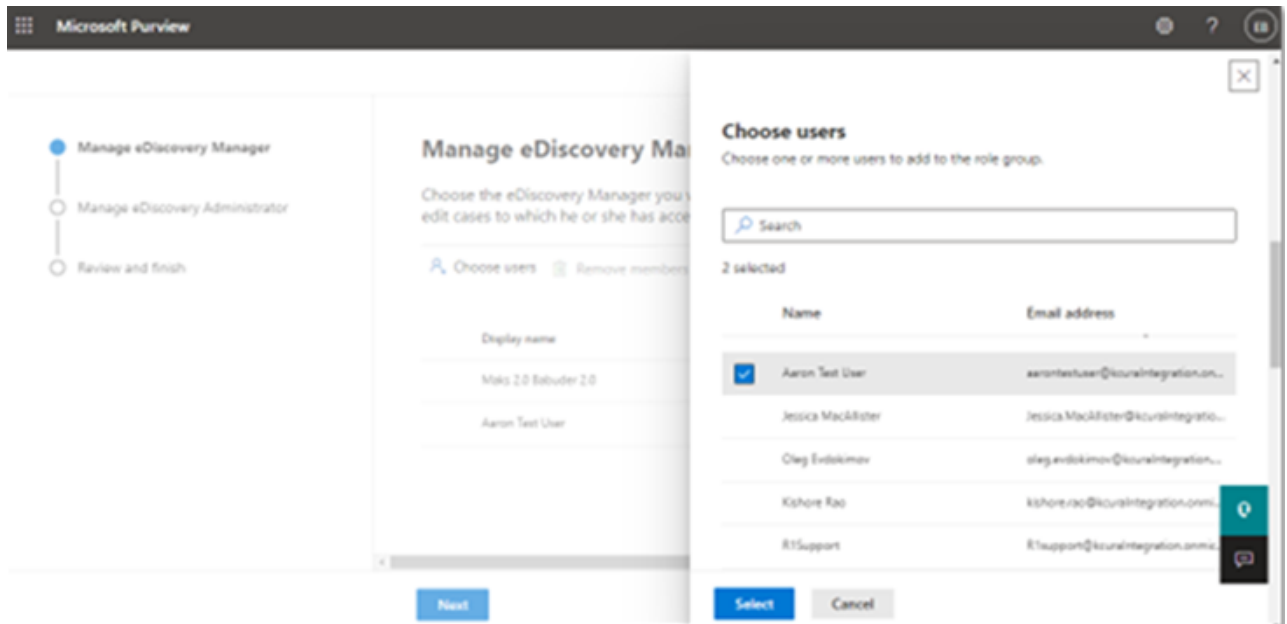 Microsoft Purview
?
EB
Manage eDiscovery Manager
Manage eDiscovery Administrator
Review and finish
Manage eDiscovery Ma
Choose the eDiscovery Manager you
edit cases to which he or she has acce
Choose users Remove members
Display name
Maks 2.0 Babuder 2.0
Aaron Test User
Next
Choose users
Choose one or more users to add to the role group.
Search
2 selected
Name Email address
Aaron Test User aarontestuser@kcuraIntegration.on...
Jessica MacAllister Jessica.MacAllister@kcuraIntegratio...
Oleg Evdokimov oleg.evdokimov@kcuraIntegration....
Kishore Rao kishore.rao@kcuraIntegration.onmi...
R1Support R1support@kcuraIntegration.onmic...
Select Cancel